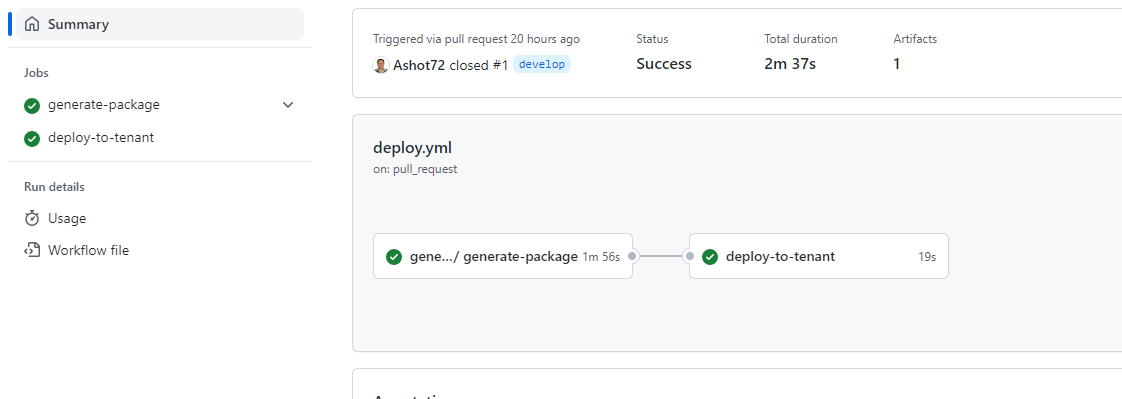 Summary
Jobs
generate-package
deploy-to-tenant
Run details
Usage
Workflow file
Triggered via pull request 20 hours ago
Ashot72 closed #1 develop
Status
Success
Total duration
2m 37s
Artifacts
1
deploy.yml
on: pull_request
gene.../ generate-package 1m 56s
deploy-to-tenant 19s